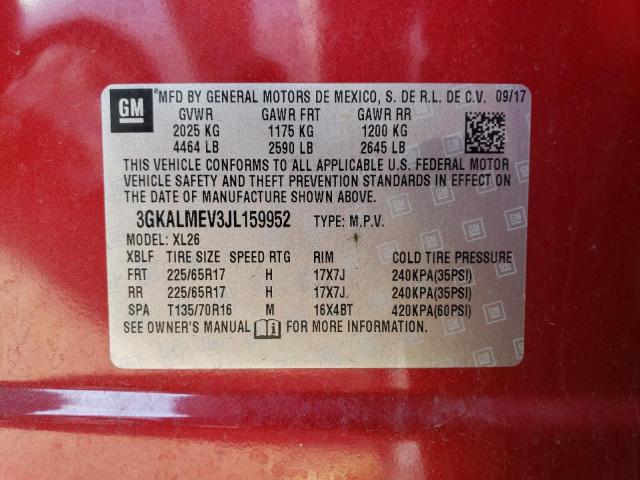 GM
®MFD BY GENERAL MOTORS DE MEXICO, S. DE R.L. DE C.V. 09/17
GVWR GAWR FRT GAWR RR
2025 KG 1175 KG 1200 KG
4464 LB 2590 LB 2645 LB
THIS VEHICLE CONFORMS TO ALL APPLICABLE U.S. FEDERAL MOTOR
VEHICLE SAFETY AND THEFT PREVENTION STANDARDS IN EFFECT ON
THE DATE OF MANUFACTURE SHOWN ABOVE.
3GKALMEV3JL159952 TYPE: M.P.V.
MODEL: XL26
XBLF TIRE SIZE SPEED RTG RIM COLD TIRE PRESSURE
FRT 225/65R17 H 17X7J 240KPA(35PSI)
RR 225/65R17 H 17X7J 240KPA(35PSI)
SPA T135/70R16 M 16X4BT 420KPA(60PSI)
SEE OWNER'S MANUAL i FOR MORE INFORMATION.